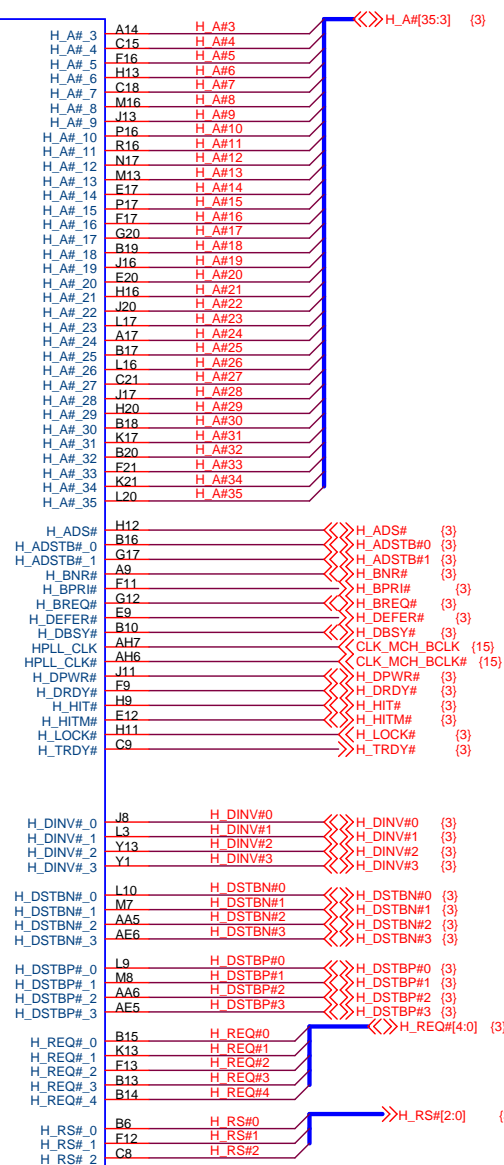 H_A#_3 A14 H_A#3 H_A#[35:3] {3}
H_A#_4 C15 H_A#4
H_A#_5 F16 H_A#5
H_A#_6 H13 H_A#6
H_A#_7 C18 H_A#7
H_A#_8 M16 H_A#8
H_A#_9 J13 H_A#9
H_A#_10 P16 H_A#10
H_A#_11 R16 H_A#11
H_A#_12 N17 H_A#12
H_A#_13 M13 H_A#13
H_A#_14 E17 H_A#14
H_A#_15 P17 H_A#15
H_A#_16 F17 H_A#16
H_A#_17 G20 H_A#17
H_A#_18 B19 H_A#18
H_A#_19 J16 H_A#19
H_A#_20 E20 H_A#20
H_A#_21 H16 H_A#21
H_A#_22 J20 H_A#22
H_A#_23 L17 H_A#23
H_A#_24 A17 H_A#24
H_A#_25 B17 H_A#25
H_A#_26 L16 H_A#26
H_A#_27 C21 H_A#27
H_A#_28 J17 H_A#28
H_A#_29 H20 H_A#29
H_A#_30 B18 H_A#30
H_A#_31 K17 H_A#31
H_A#_32 B20 H_A#32
H_A#_33 F21 H_A#33
H_A#_34 K21 H_A#34
H_A#_35 L20 H_A#35
H_ADS# H12 H_ADS# {3}
H_ADSTB#_0 B16 H_ADSTB#0 {3}
H_ADSTB#_1 G17 H_ADSTB#1 {3}
H_BNR# A9 H_BNR# {3}
H_BPRI# F11 H_BPRI# {3}
H_BREQ# G12 H_BREQ# {3}
H_DEFER# E9 H_DEFER# {3}
H_DBSY# B10 H_DBSY# {3}
HPLL_CLK AH7 CLK_MCH_BCLK {15}
HPLL_CLK# AH6 CLK_MCH_BCLK# {15}
H_DPWR# J11 H_DPWR# {3}
H_DRDY# F9 H_DRDY# {3}
H_HIT# H9 H_HIT# {3}
H_HITM# E12 H_HITM# {3}
H_LOCK# H11 H_LOCK# {3}
H_TRDY# C9 H_TRDY# {3}
H_DINV#_0 J8 H_DINV#0 H_DINV#0 {3}
H_DINV#_1 L3 H_DINV#1 H_DINV#1 {3}
H_DINV#_2 Y13 H_DINV#2 H_DINV#2 {3}
H_DINV#_3 Y1 H_DINV#3 H_DINV#3 {3}
H_DSTBN#_0 L10 H_DSTBN#0 H_DSTBN#0 {3}
H_DSTBN#_1 M7 H_DSTBN#1 H_DSTBN#1 {3}
H_DSTBN#_2 AA5 H_DSTBN#2 H_DSTBN#2 {3}
H_DSTBN#_3 AE6 H_DSTBN#3 H_DSTBN#3 {3}
H_DSTBP#_0 L9 H_DSTBP#0 H_DSTBP#0 {3}
H_DSTBP#_1 M8 H_DSTBP#1 H_DSTBP#1 {3}
H_DSTBP#_2 AA6 H_DSTBP#2 H_DSTBP#2 {3}
H_DSTBP#_3 AE5 H_DSTBP#3 H_DSTBP#3 {3}
H_REQ#_0 B15 H_REQ#0 H_REQ#[4:0] {3}
H_REQ#_1 K13 H_REQ#1
H_REQ#_2 F13 H_REQ#2
H_REQ#_3 B13 H_REQ#3
H_REQ#_4 B14 H_REQ#4
H_RS#_0 B6 H_RS#0 H_RS#[2:0] {
H_RS#_1 F12 H_RS#1
H_RS#_2 C8 H_RS#2